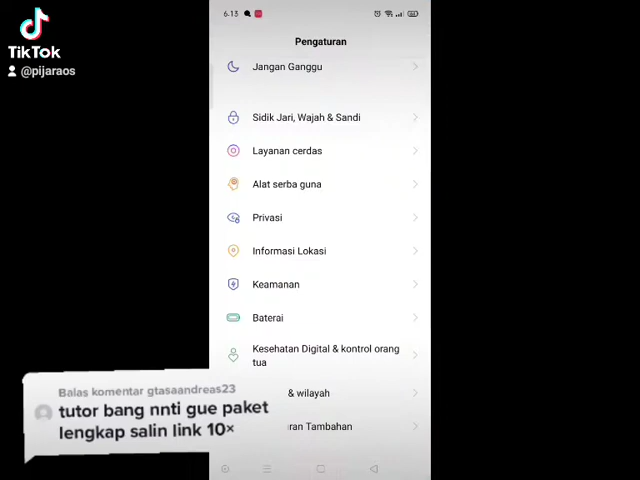 TikTok
@pijaraos
6.13
Pengaturan
Jangan Ganggu
Sidik Jari, Wajah & Sandi
Layanan cerdas
Alat serba guna
Privasi
Informasi Lokasi
Keamanan
Baterai
Kesehatan Digital & kontrol orang
tua
& wilayah
ran Tambahan
Balas komentar gtasaandreas23
tutor bang nnti gue paket
lengkap salin link 10×